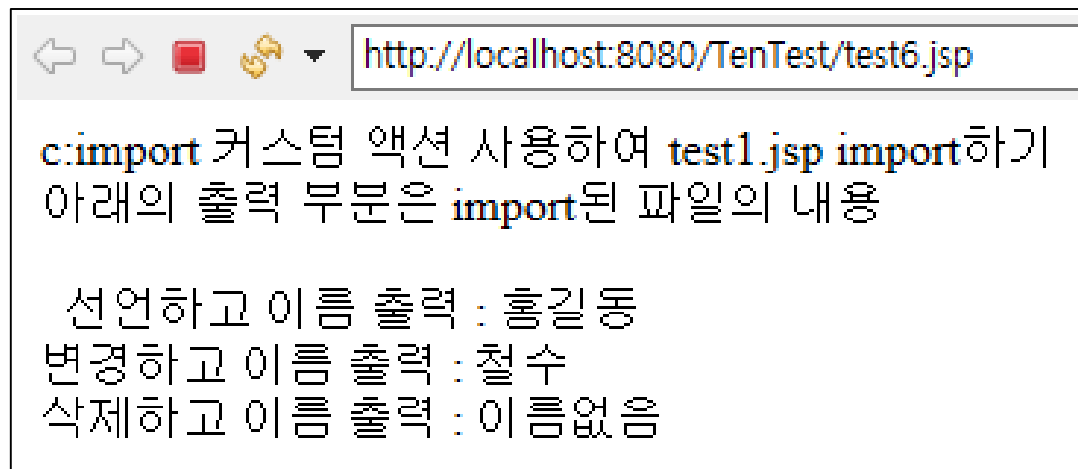 http://localhost:8080/TenTest/test6.jsp
c:import 커스텀 액션 사용하여 test1.jsp import하기
아래의 출력 부분은 import된 파일의 내용
선언하고 이름 출력 : 홍길동
변경하고 이름 출력 : 철수
삭제하고 이름 출력 : 이름없음